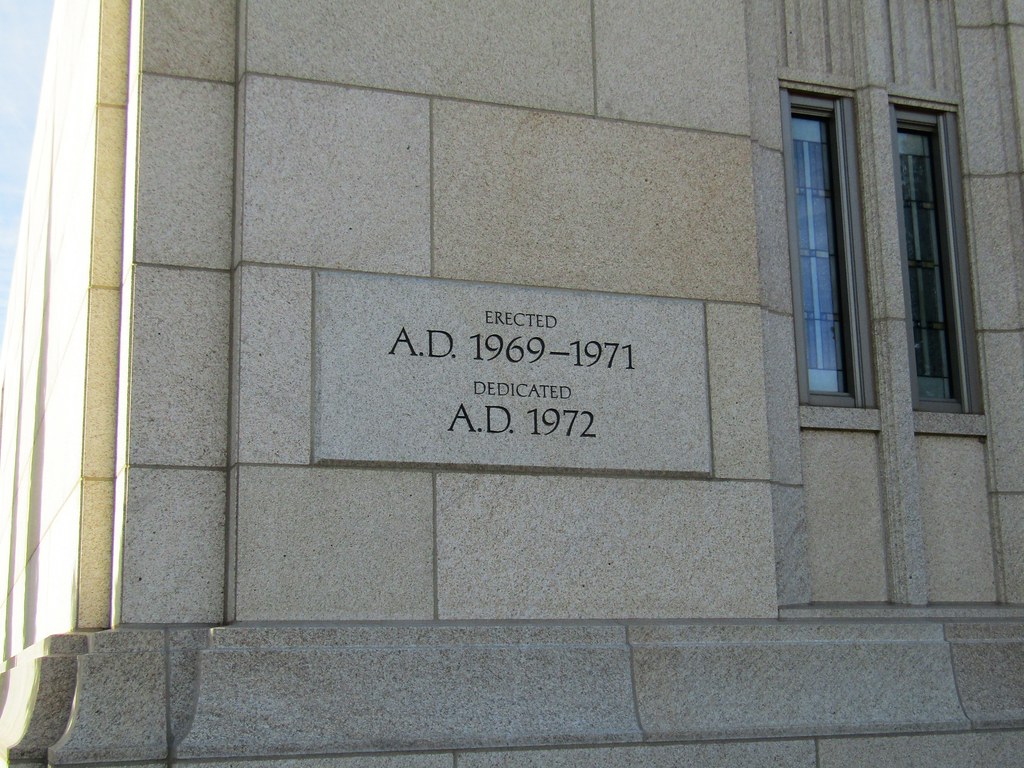 ERECTED
A.D. 1969–1971
DEDICATED
A.D. 1972